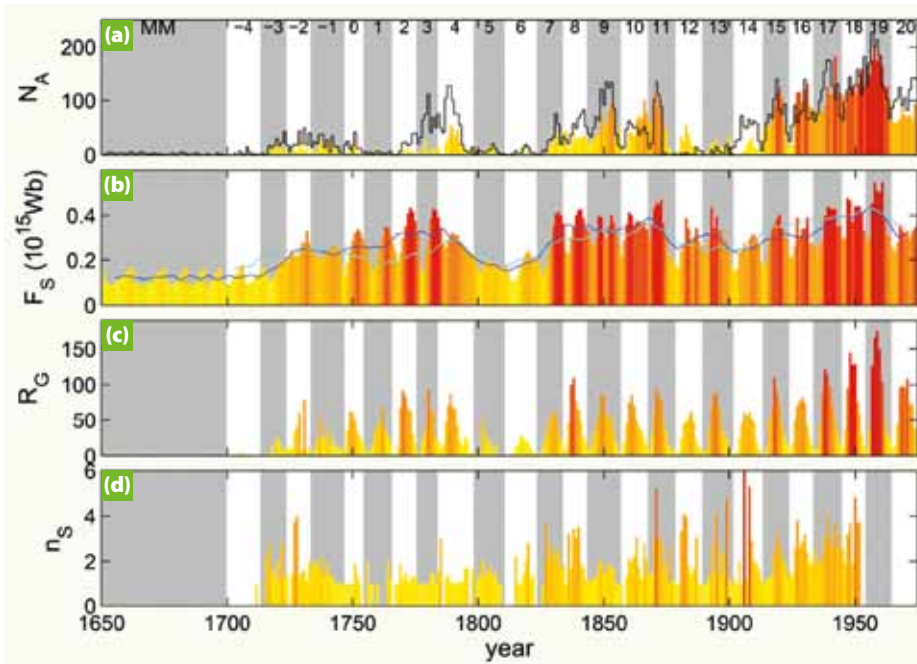 (a)
MM −4 −3 −2 −1 0 1 2 3 4 5 6 7 8 9 10 11 12 13 14 15 16 17 18 19 20
200
100
0
N_A
(b)
0.4
0.2
0
F_S (10^15Wb)
(c)
150
100
50
0
R_G
(d)
6
4
2
0
n_S
1650 1700 1750 1800 1850 1900 1950
year